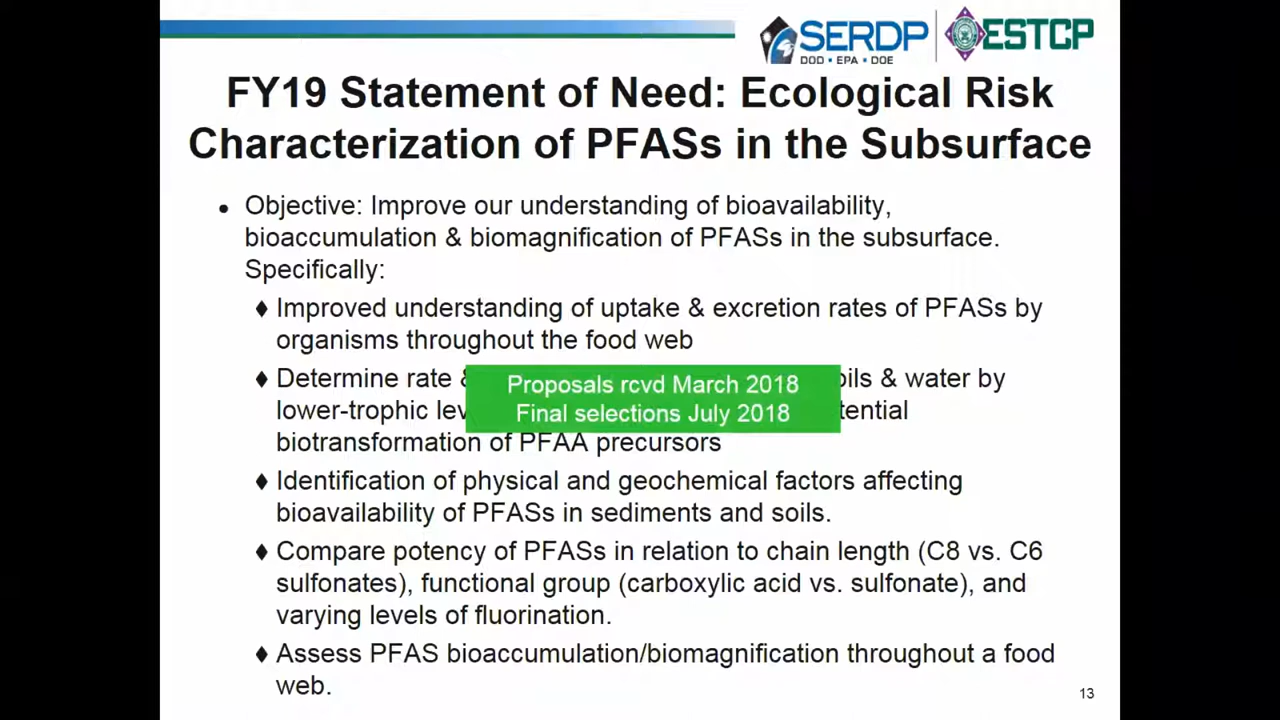 SERDP
DOD • EPA • DOE
ESTCP
FY19 Statement of Need: Ecological Risk
Characterization of PFASs in the Subsurface
• Objective: Improve our understanding of bioavailability,
bioaccumulation & biomagnification of PFASs in the subsurface.
Specifically:
♦ Improved understanding of uptake & excretion rates of PFASs by
organisms throughout the food web
♦ Determine rate & oils & water by
lower-trophic lev tential
Proposals rcvd March 2018
Final selections July 2018
biotransformation of PFAA precursors
♦ Identification of physical and geochemical factors affecting
bioavailability of PFASs in sediments and soils.
♦ Compare potency of PFASs in relation to chain length (C8 vs. C6
sulfonates), functional group (carboxylic acid vs. sulfonate), and
varying levels of fluorination.
♦ Assess PFAS bioaccumulation/biomagnification throughout a food
web.
13